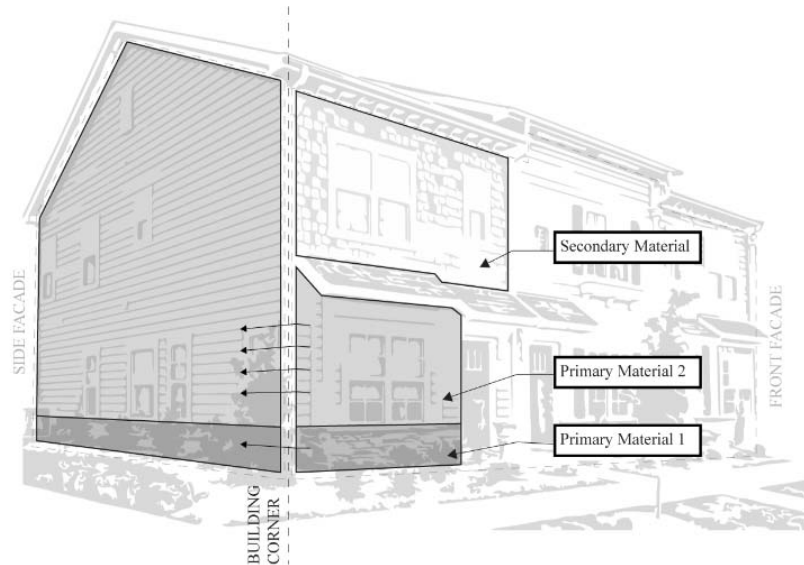 Secondary Material
SIDE FACADE
FRONT FACADE
Primary Material 2
Primary Material 1
BUILDING
CORNER